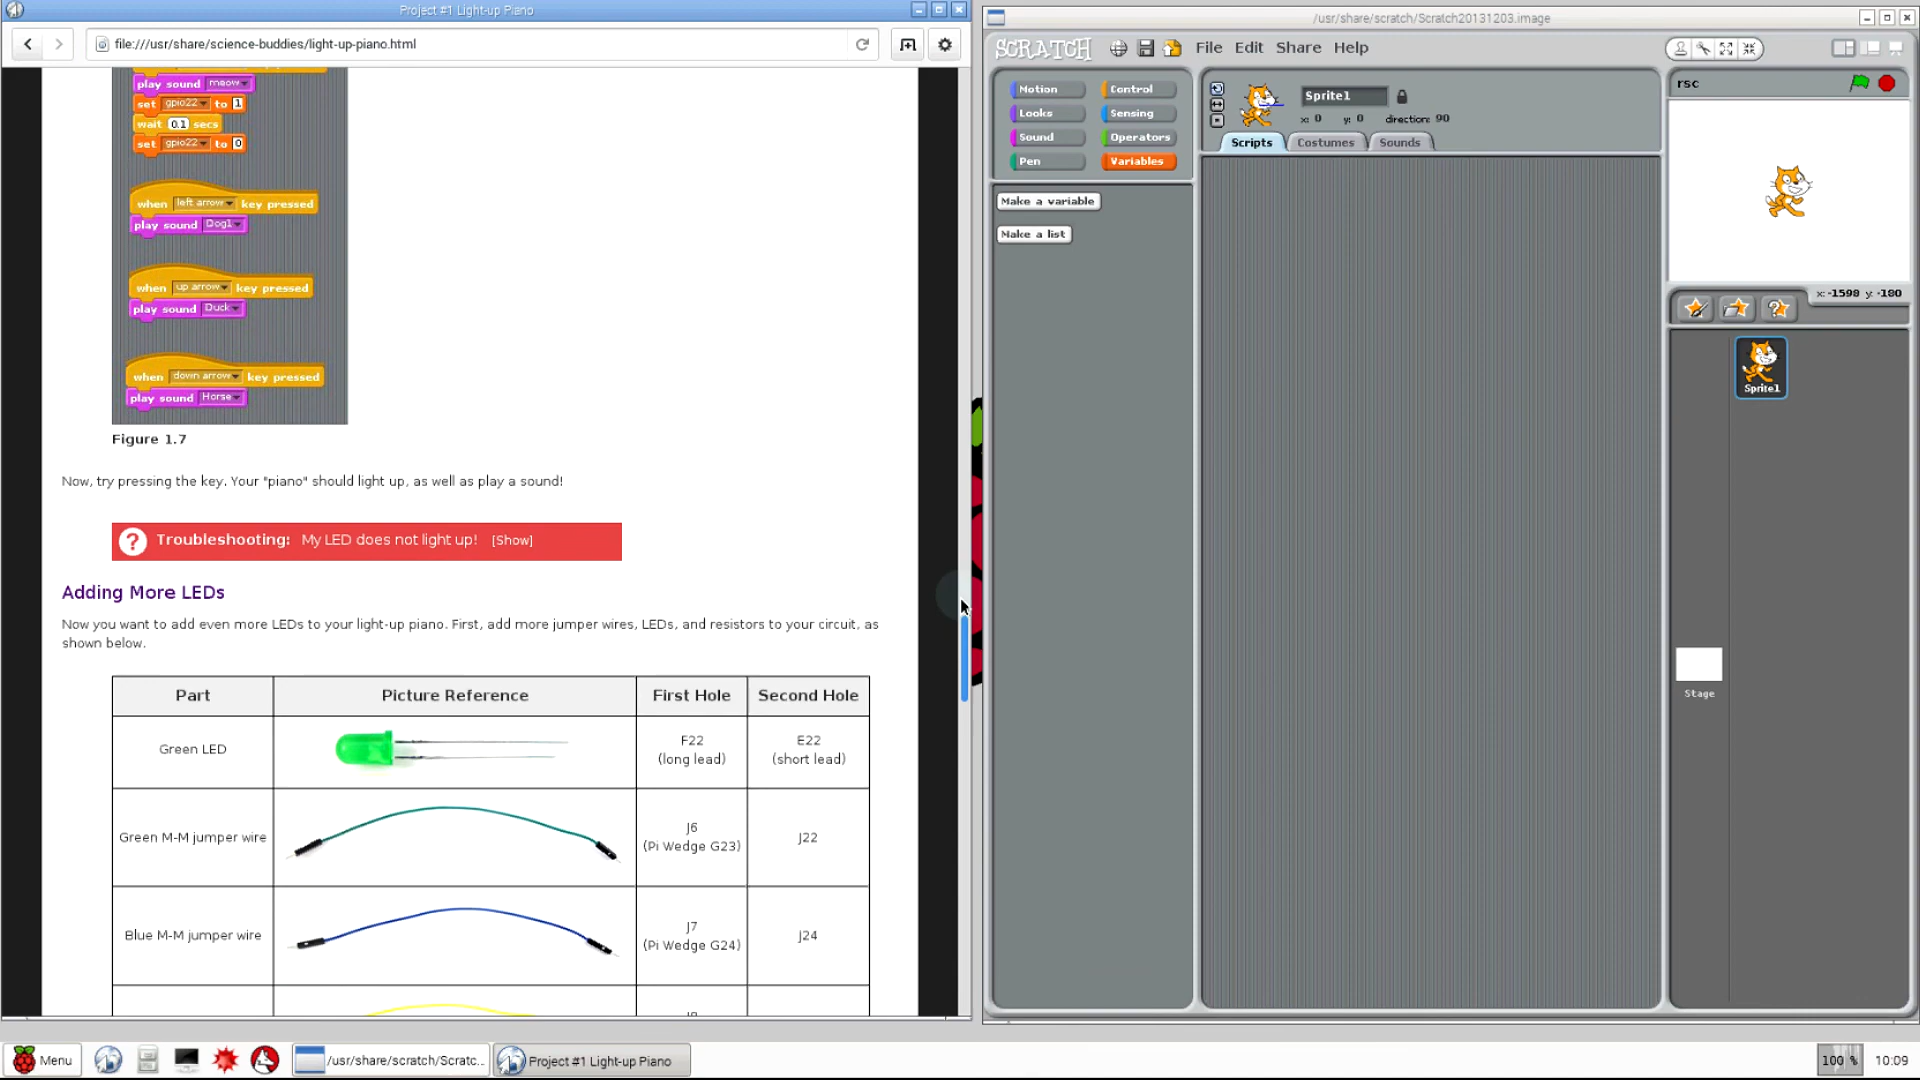 Project #1 Light-up Piano
file:///usr/share/science-buddies/light-up-piano.html
play sound meow
set gpio22 to 1
wait 0.1 secs
set gpio22 to 0
when left arrow key pressed
play sound Dog1
when up arrow key pressed
play sound Duck
when down arrow key pressed
play sound Horse
Figure 1.7
Now, try pressing the key. Your "piano" should light up, as well as play a sound!
? Troubleshooting: My LED does not light up! [Show]
Adding More LEDs
Now you want to add even more LEDs to your light-up piano. First, add more jumper wires, LEDs, and resistors to your circuit, as
shown below.
Part Picture Reference First Hole Second Hole
Green LED
F22
(long lead)
E22
(short lead)
Green M-M jumper wire
J6
(Pi Wedge G23)
J22
Blue M-M jumper wire
J7
(Pi Wedge G24)
J24
/usr/share/scratch/Scratch20131203.image
SCRATCH File Edit Share Help
Motion Control
Looks Sensing
Sound Operators
Pen Variables
Make a variable
Make a list
Sprite1
x: 0 y: 0 direction: 90
Scripts Costumes Sounds
rsc
x: -1598 y: -180
Sprite1
Stage
Menu /usr/share/scratch/Scratc... Project #1 Light-up Piano 100 % 10:09